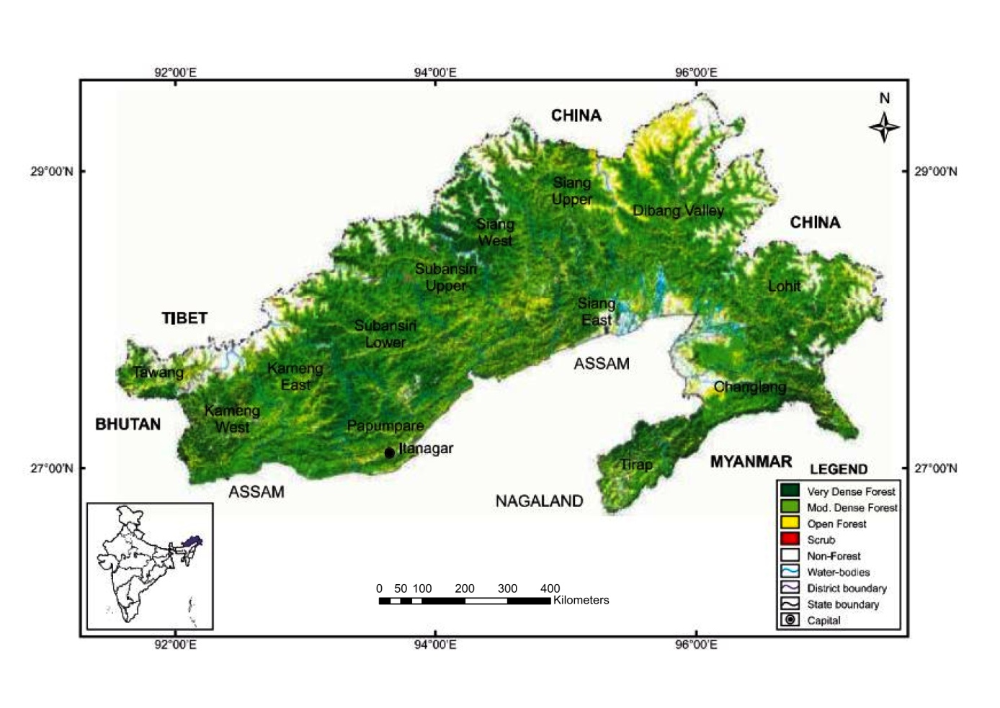 92°00'E 94°00'E 96°00'E
N
CHINA
29°00'N 29°00'N
Siang
Upper
Dibang Valley
CHINA
Siang
West
Subansiri
Upper
Lohit
Siang
East
TIBET
Subansiri
Lower
ASSAM
Tawang
Kameng
East
Changlang
BHUTAN
Kameng
West
Papumpare
Itanagar
Tirap
MYANMAR
27°00'N 27°00'N
ASSAM
NAGALAND
LEGEND
Very Dense Forest
Mod. Dense Forest
Open Forest
Scrub
Non-Forest
Water-bodies
District boundary
State boundary
Capital
0 50 100 200 300 400
Kilometers
92°00'E 94°00'E 96°00'E